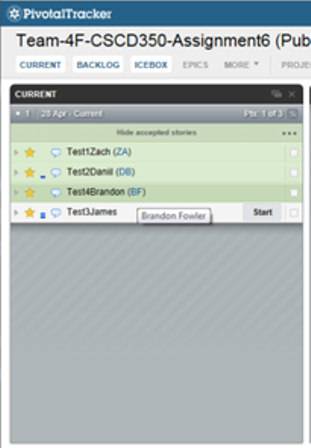 PivotalTracker
Team-4F-CSCD350-Assignment6 (Pub
CURRENT BACKLOG ICEBOX EPICS MORE PROJE
CURRENT
1 28 Apr - Current Pts: 1 of 3
Hide accepted stories
Test1Zach (ZA)
Test2Daniil (DB)
Test4Brandon (BF)
Test3James Start
Brandon Fowler